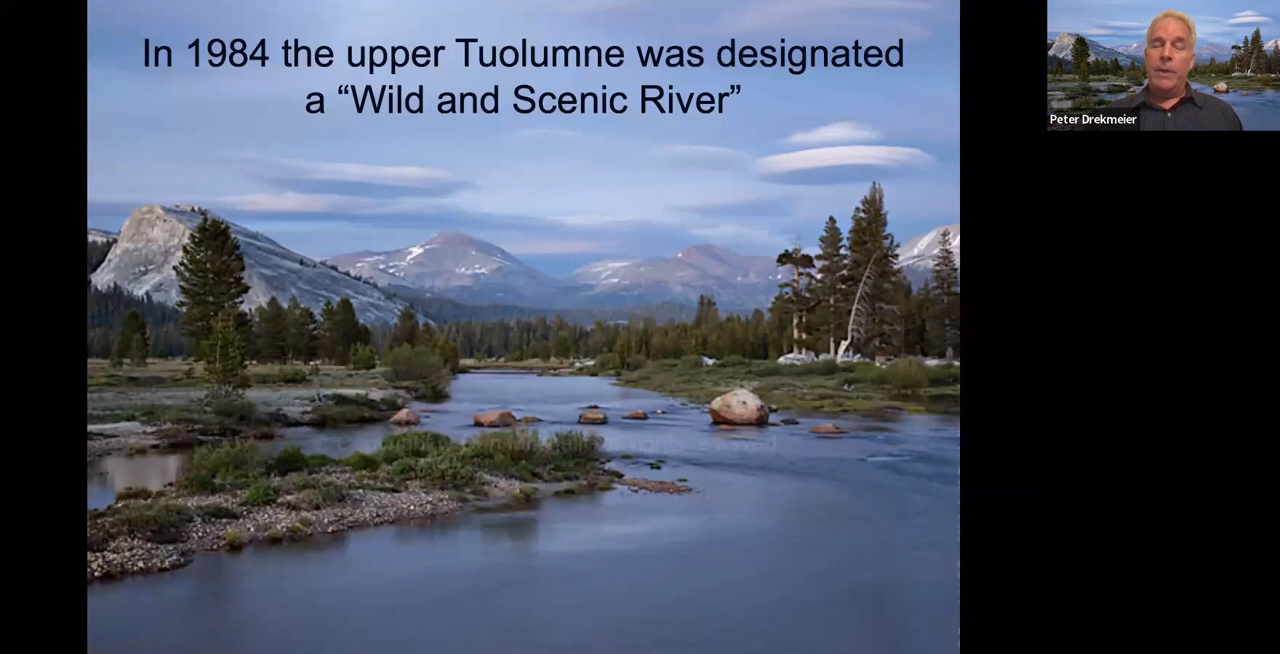 In 1984 the upper Tuolumne was designated
a “Wild and Scenic River”
Peter Drekmeier